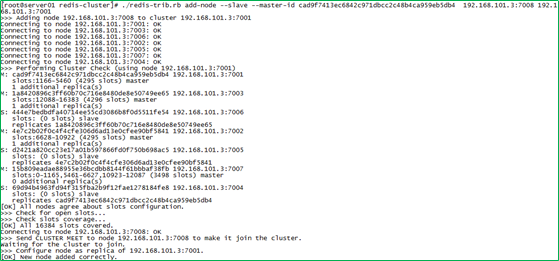 [root@server01 redis-cluster]# ./redis-trib.rb add-node --slave --master-id cad9f7413ec6842c971dbcc2c48b4ca959eb5db4  192.168.101.3:7008 192.1
68.101.3:7001
>>> Adding node 192.168.101.3:7008 to cluster 192.168.101.3:7001
Connecting to node 192.168.101.3:7001: OK
Connecting to node 192.168.101.3:7003: OK
Connecting to node 192.168.101.3:7006: OK
Connecting to node 192.168.101.3:7002: OK
Connecting to node 192.168.101.3:7005: OK
Connecting to node 192.168.101.3:7007: OK
Connecting to node 192.168.101.3:7004: OK
>>> Performing Cluster Check (using node 192.168.101.3:7001)
M: cad9f7413ec6842c971dbcc2c48b4ca959eb5db4 192.168.101.3:7001
slots:1166-5460 (4295 slots) master
1 additional replica(s)
M: 1a8420896c3ff60b70c716e8480de8e50749ee65 192.168.101.3:7003
slots:12088-16383 (4296 slots) master
1 additional replica(s)
S: 444e7bedbdfa40714ee55cd3086b8f0d5511fe54 192.168.101.3:7006
slots: (0 slots) slave
replicates 1a8420896c3ff60b70c716e8480de8e50749ee65
M: 4e7c2b02f0c4f4cfe306d6ad13e0cfee90bf5841 192.168.101.3:7002
slots:6628-10922 (4295 slots) master
1 additional replica(s)
S: d2421a820cc23e17a01b597866fd0f750b698ac5 192.168.101.3:7005
slots: (0 slots) slave
replicates 4e7c2b02f0c4f4cfe306d6ad13e0cfee90bf5841
M: 15b809eadae88955e36bcdbb8144f61bbbaf38fb 192.168.101.3:7007
slots:0-1165,5461-6627,10923-12087 (3498 slots) master
0 additional replica(s)
S: 69d94b4963fd94f315fba2b9f12fae1278184fe8 192.168.101.3:7004
slots: (0 slots) slave
replicates cad9f7413ec6842c971dbcc2c48b4ca959eb5db4
[OK] All nodes agree about slots configuration.
>>> Check for open slots...
>>> Check slots coverage...
[OK] All 16384 slots covered.
Connecting to node 192.168.101.3:7008: OK
>>> Send CLUSTER MEET to node 192.168.101.3:7008 to make it join the cluster.
Waiting for the cluster to join.
>>> Configure node as replica of 192.168.101.3:7001.
[OK] New node added correctly.